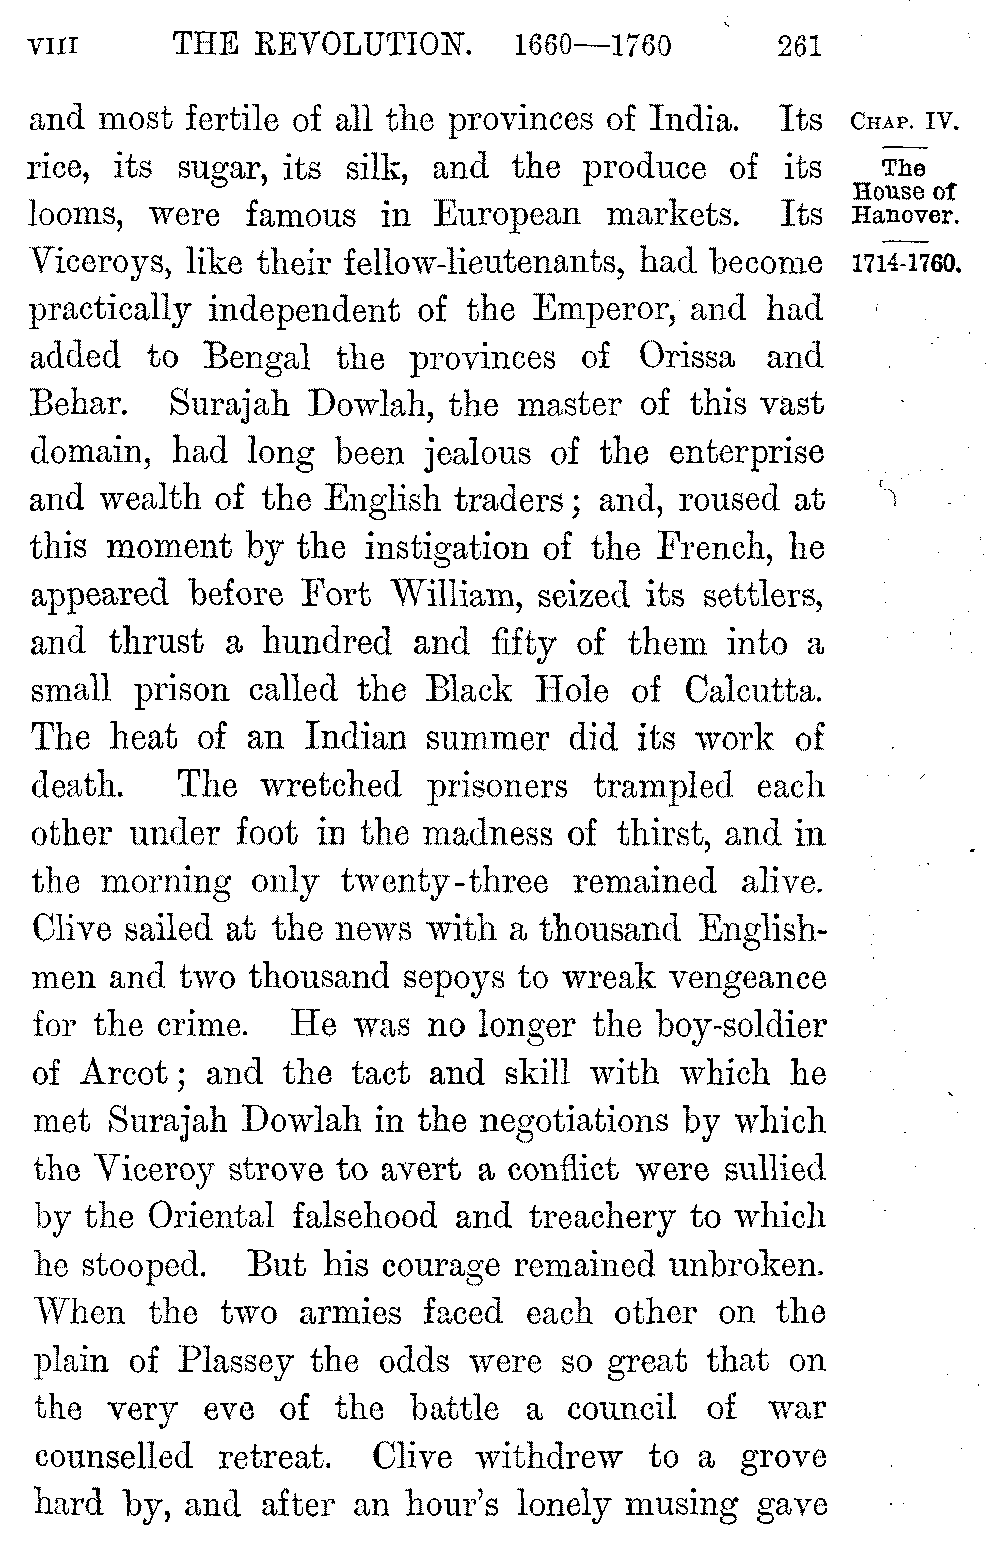 VIII THE REVOLUTION. 1660—1760 261
and most fertile of all the provinces of India. Its
rice, its sugar, its silk, and the produce of its
looms, were famous in European markets. Its
Viceroys, like their fellow-lieutenants, had become
practically independent of the Emperor, and had
added to Bengal the provinces of Orissa and
Behar. Surajah Dowlah, the master of this vast
domain, had long been jealous of the enterprise
and wealth of the English traders; and, roused at
this moment by the instigation of the French, he
appeared before Fort William, seized its settlers,
and thrust a hundred and fifty of them into a
small prison called the Black Hole of Calcutta.
The heat of an Indian summer did its work of
death. The wretched prisoners trampled each
other under foot in the madness of thirst, and in
the morning only twenty-three remained alive.
Clive sailed at the news with a thousand English-
men and two thousand sepoys to wreak vengeance
for the crime. He was no longer the boy-soldier
of Arcot; and the tact and skill with which he
met Surajah Dowlah in the negotiations by which
the Viceroy strove to avert a conflict were sullied
by the Oriental falsehood and treachery to which
he stooped. But his courage remained unbroken.
When the two armies faced each other on the
plain of Plassey the odds were so great that on
the very eve of the battle a council of war
counselled retreat. Clive withdrew to a grove
hard by, and after an hour's lonely musing gave
CHAP. IV.
The
House of
Hanover.
1714-1760.